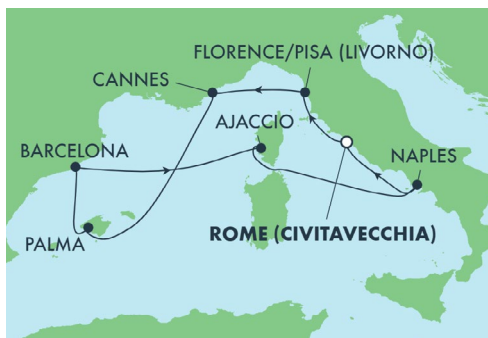 FLORENCE/PISA (LIVORNO)
CANNES
AJACCIO
BARCELONA
NAPLES
PALMA
ROME (CIVITAVECCHIA)